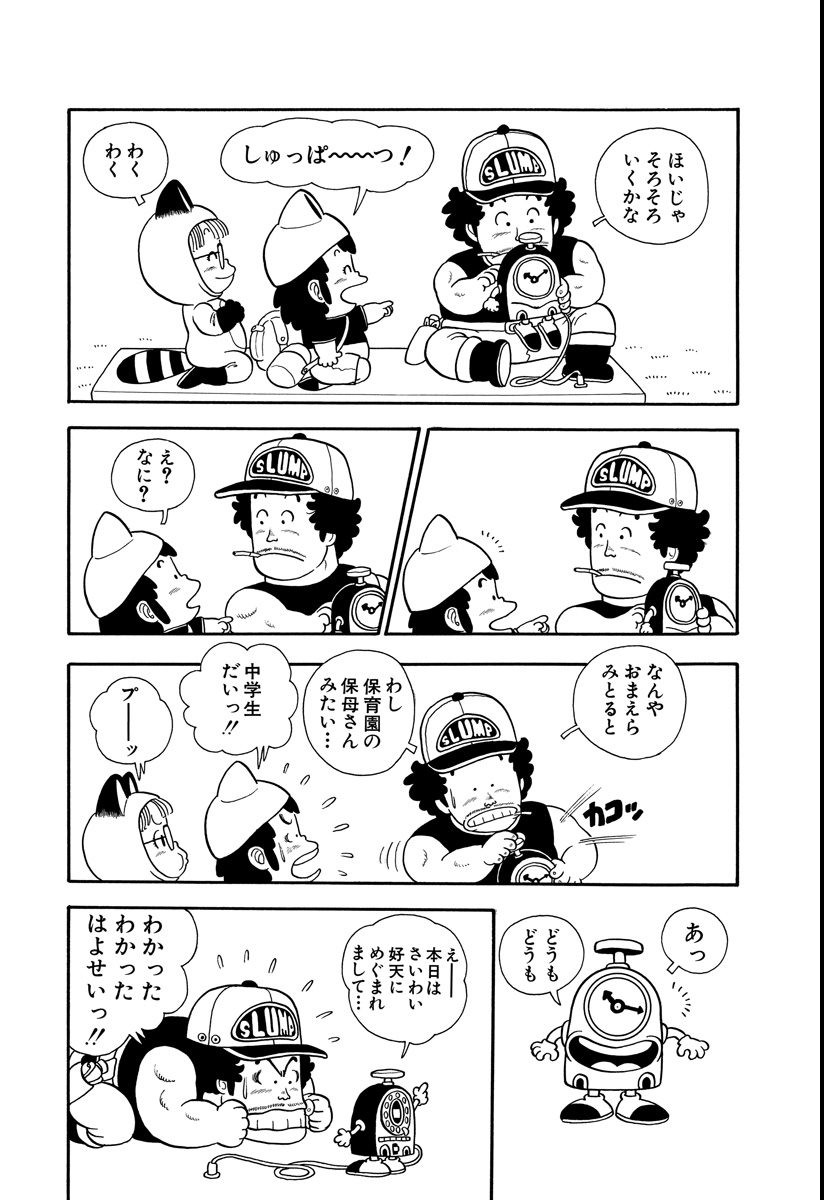 ほいじゃ
そろそろ
いくかな
SLUMP
しゅっぱ～～～つ！
わく
わく
SLUMP
え？
なに？
SLUMP
なんや
おまえら
みとると
カコッ
SLUMP
わし
保育園の
保母さん
みたい…
中学生
だいっ!!
プーッ
あっ
どうも
どうも
えー
本日は
さいわい
好天に
めぐまれ
まして…
SLUMP
わかった
わかった
はよせいっ!!